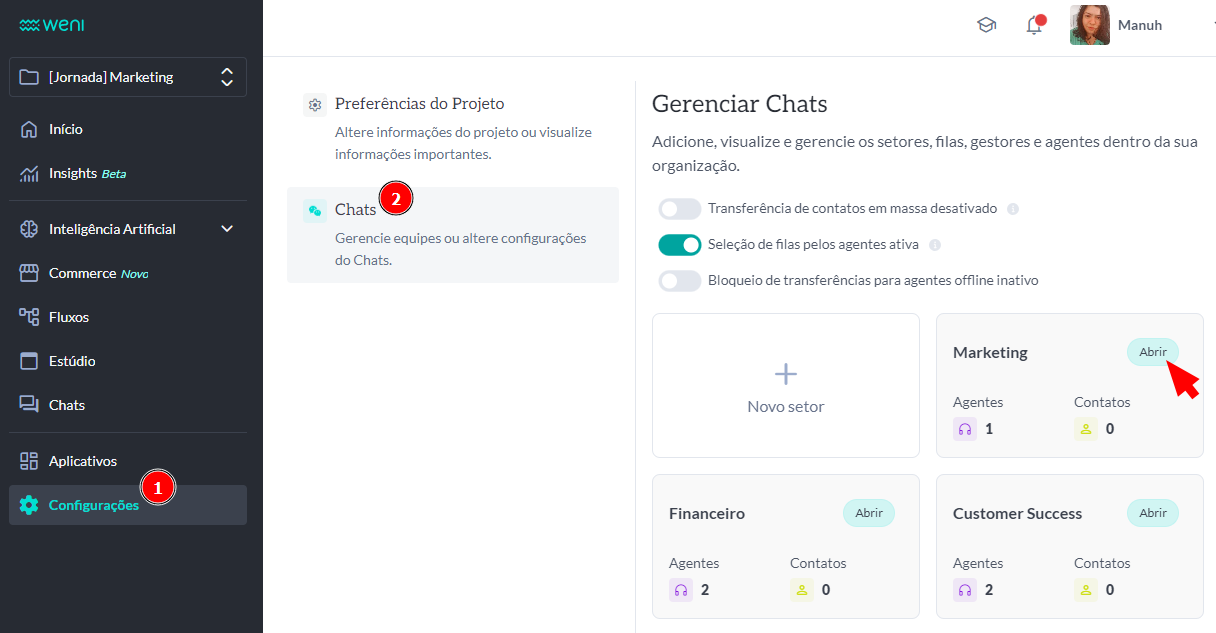 weni
[Jornada] Marketing
Início
Insights Beta
Inteligência Artificial
Commerce Novo
Fluxos
Estúdio
Chats
Aplicativos
Configurações
1
Manuh
Preferências do Projeto
Altere informações do projeto ou visualize
informações importantes.
Chats
2
Gerencie equipes ou altere configurações
do Chats.
Gerenciar Chats
Adicione, visualize e gerencie os setores, filas, gestores e agentes dentro da sua
organização.
Transferência de contatos em massa desativado
Seleção de filas pelos agentes ativa
Bloqueio de transferências para agentes offline inativo
Novo setor
Marketing
Abrir
Agentes
Contatos
1
0
Financeiro
Abrir
Agentes
Contatos
2
0
Customer Success
Abrir
Agentes
Contatos
2
0